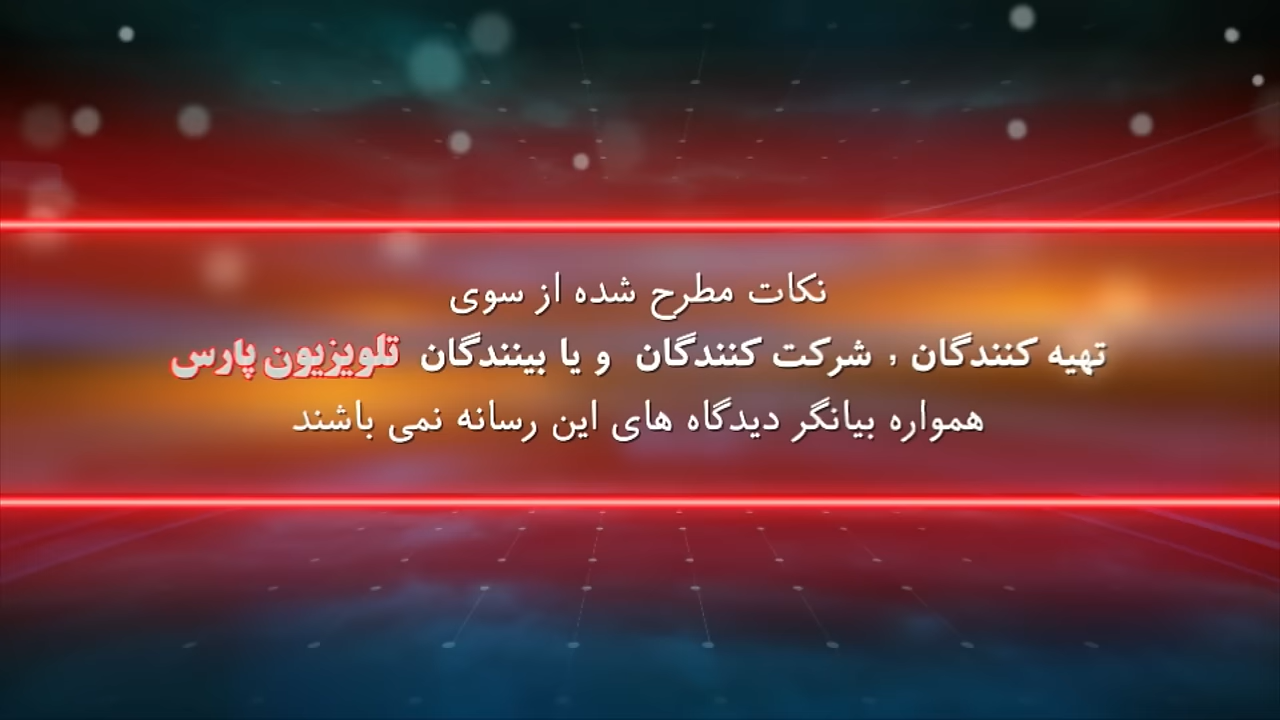 نکات مطرح شده از سوی
تهیه کنندگان , شرکت کنندگان و یا بینندگان تلویزیون پارس
همواره بیانگر دیدگاه های این رسانه نمی باشند